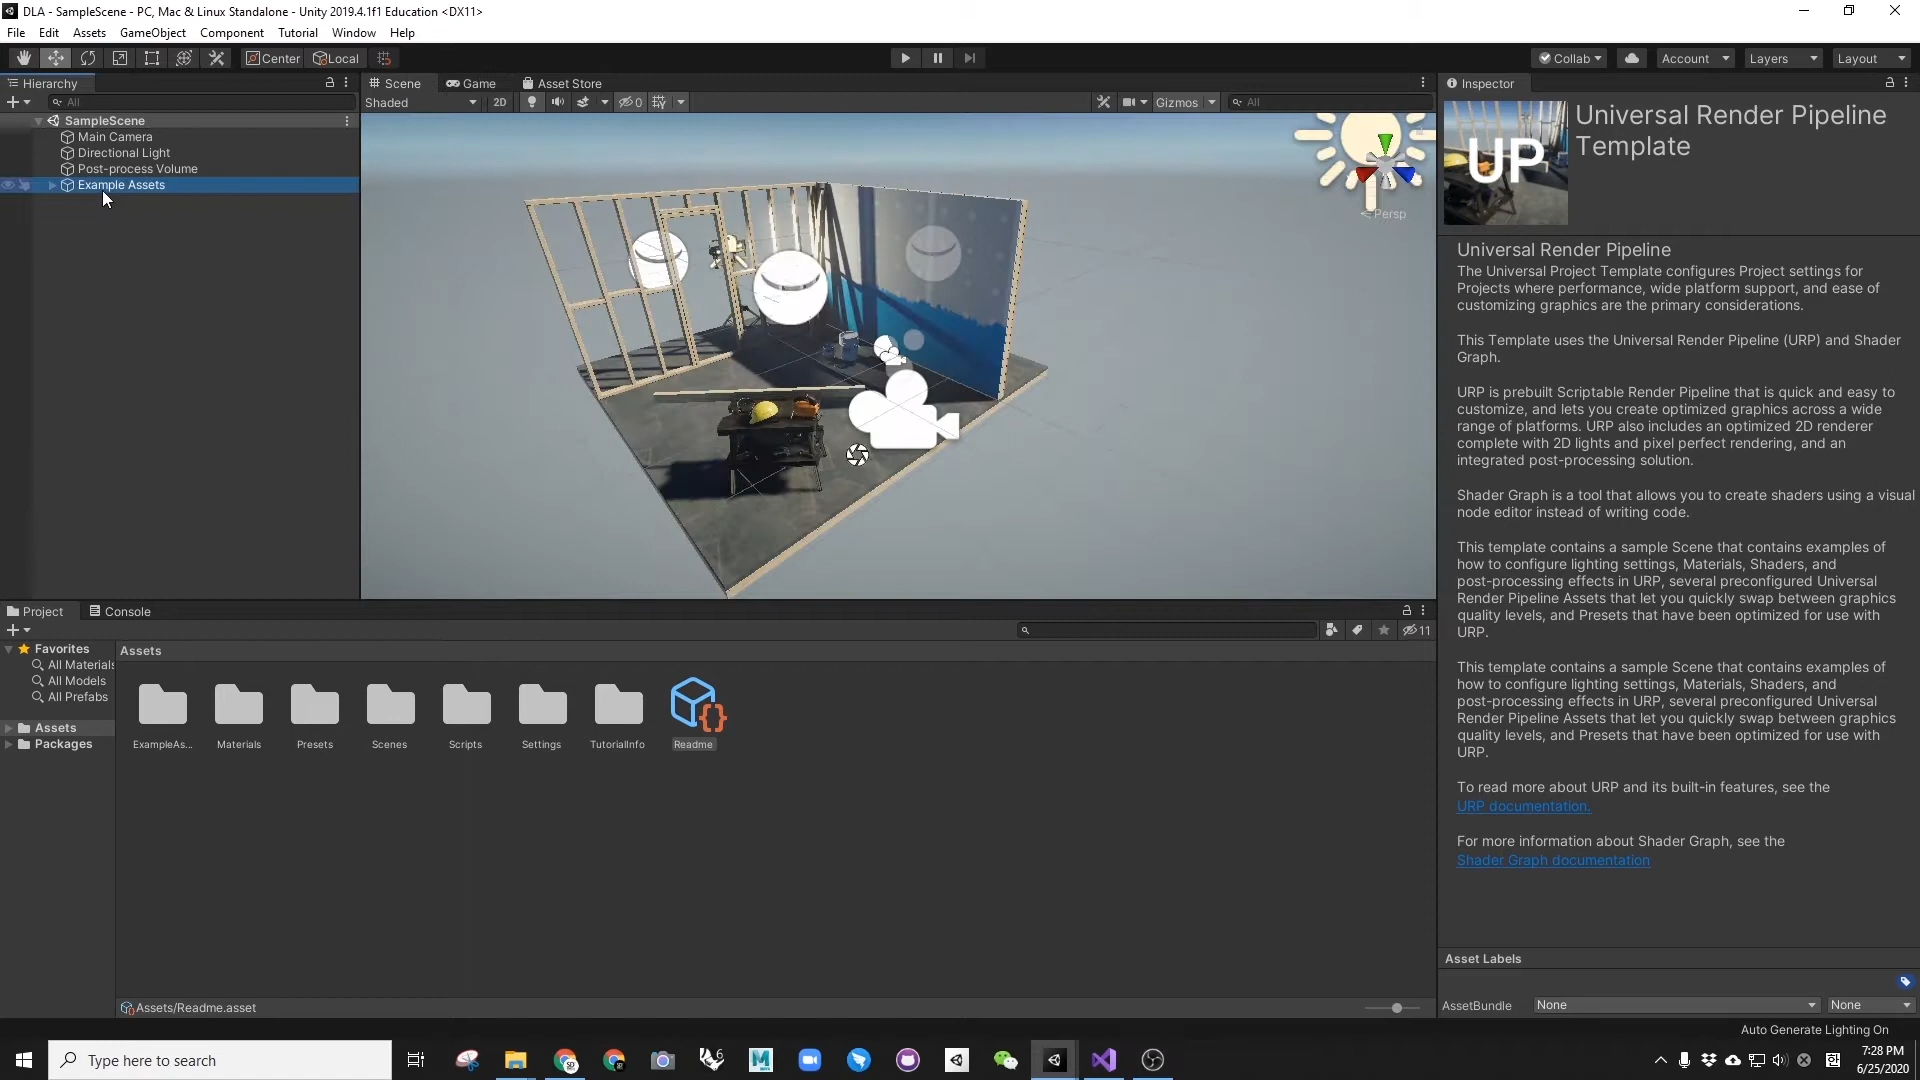 DLA - SampleScene - PC, Mac & Linux Standalone - Unity 2019.4.1f1 Education <DX11>
File Edit Assets GameObject Component Tutorial Window Help
Center Local Collab Account Layers Layout
Hierarchy
All
SampleScene
Main Camera
Directional Light
Post-process Volume
Example Assets
Scene Game Asset Store
Shaded 2D 0 Gizmos All
Persp
Inspector
UP
Universal Render Pipeline
Template
Universal Render Pipeline
The Universal Project Template configures Project settings for
Projects where performance, wide platform support, and ease of
customizing graphics are the primary considerations.
This Template uses the Universal Render Pipeline (URP) and Shader
Graph.
URP is prebuilt Scriptable Render Pipeline that is quick and easy to
customize, and lets you create optimized graphics across a wide
range of platforms. URP also includes an optimized 2D renderer
complete with 2D lights and pixel perfect rendering, and an
integrated post-processing solution.
Shader Graph is a tool that allows you to create shaders using a visual
node editor instead of writing code.
This template contains a sample Scene that contains examples of
how to configure lighting settings, Materials, Shaders, and
post-processing effects in URP, several preconfigured Universal
Render Pipeline Assets that let you quickly swap between graphics
quality levels, and Presets that have been optimized for use with
URP.
This template contains a sample Scene that contains examples of
how to configure lighting settings, Materials, Shaders, and
post-processing effects in URP, several preconfigured Universal
Render Pipeline Assets that let you quickly swap between graphics
quality levels, and Presets that have been optimized for use with
URP.
To read more about URP and its built-in features, see the
URP documentation.
For more information about Shader Graph, see the
Shader Graph documentation
Asset Labels
AssetBundle None None
Project Console
11
Favorites
All Materials
All Models
All Prefabs
Assets
Packages
Assets
ExampleAs... Materials Presets Scenes Scripts Settings TutorialInfo Readme
Assets/Readme.asset
Auto Generate Lighting On
Type here to search
7:28 PM
6/25/2020